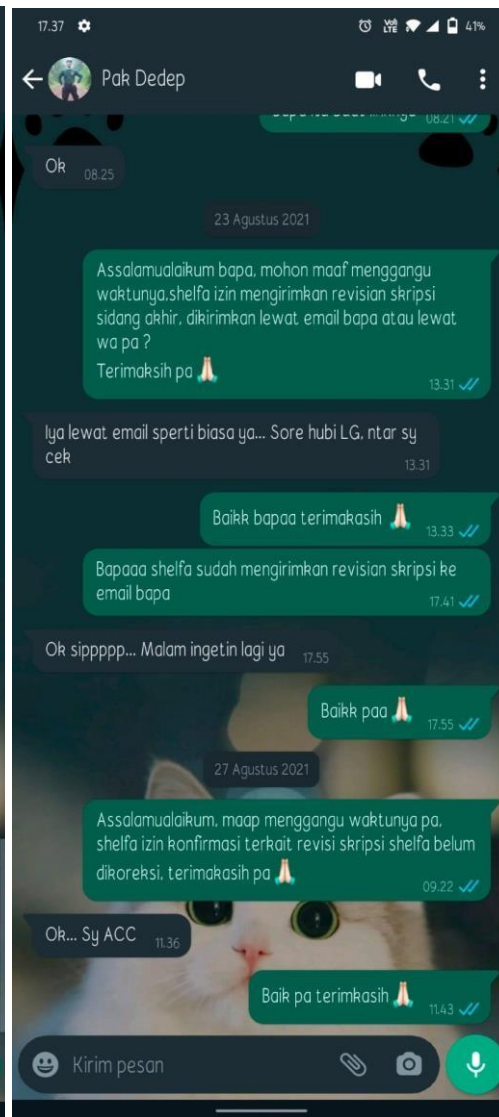 17.37
41%
Pak Dedep
08.21
Ok
08.25
23 Agustus 2021
Assalamualaikum bapa, mohon maaf menggangu
waktunya,shelfa izin mengirimkan revisian skripsi
sidang akhir, dikirimkan lewat email bapa atau lewat
wa pa ?
Terimaksih pa 🙏🏻
13.31
Iya lewat email sperti biasa ya... Sore hubi LG, ntar sy
cek
13.31
Baikk bapaa terimakasih 🙏🏻
13.33
Bapaaa shelfa sudah mengirimkan revisian skripsi ke
email bapa
17.41
Ok sippppp... Malam ingetin lagi ya
17.55
Baikk paa 🙏🏻
17.55
27 Agustus 2021
Assalamualaikum, maap menggangu waktunya pa,
shelfa izin konfirmasi terkait revisi skripsi shelfa belum
dikoreksi, terimakasih pa 🙏🏻
09.22
Ok... Sy ACC
11.36
Baik pa terimkasih 🙏🏻
11.43
Kirim pesan